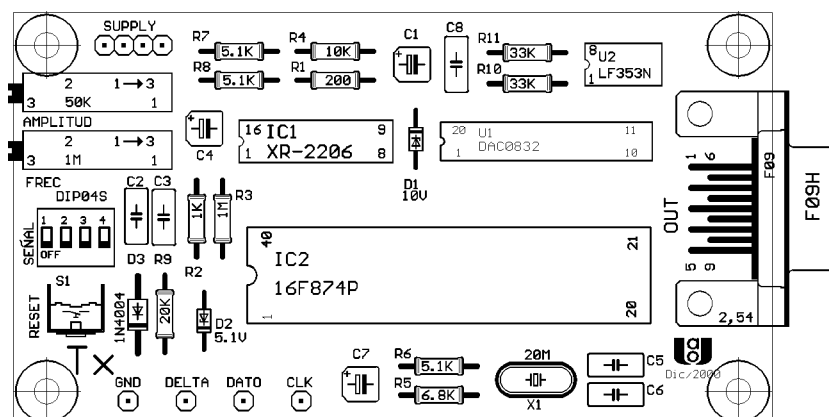 SUPPLY
R7
5.1K
R8
5.1K
R4
10K
R1
200
C1
C8
R11
33K
R10
33K
8
U2
1
LF353N
2 1→3
3 50K 1
AMPLITUD
2 1→3
3 1M 1
FREC
C4
16 IC1 9
1 XR-2206 8
D1
10V
20 U1 11
1 DAC0832 10
1 6
5 9
OUT
F09
F09H
2,54
DIP04S
SEÑAL
1 2 3 4
OFF
C2
C3
1K
R2
1M
R3
40 21
IC2
16F874P
1 20
S1
RESET
D3
1N4004
R9
20K
D2
5.1V
TX
GND
DELTA
DATO
CLK
C7
R6
5.1K
R5
6.8K
20M
X1
C5
C6
Dic/2000